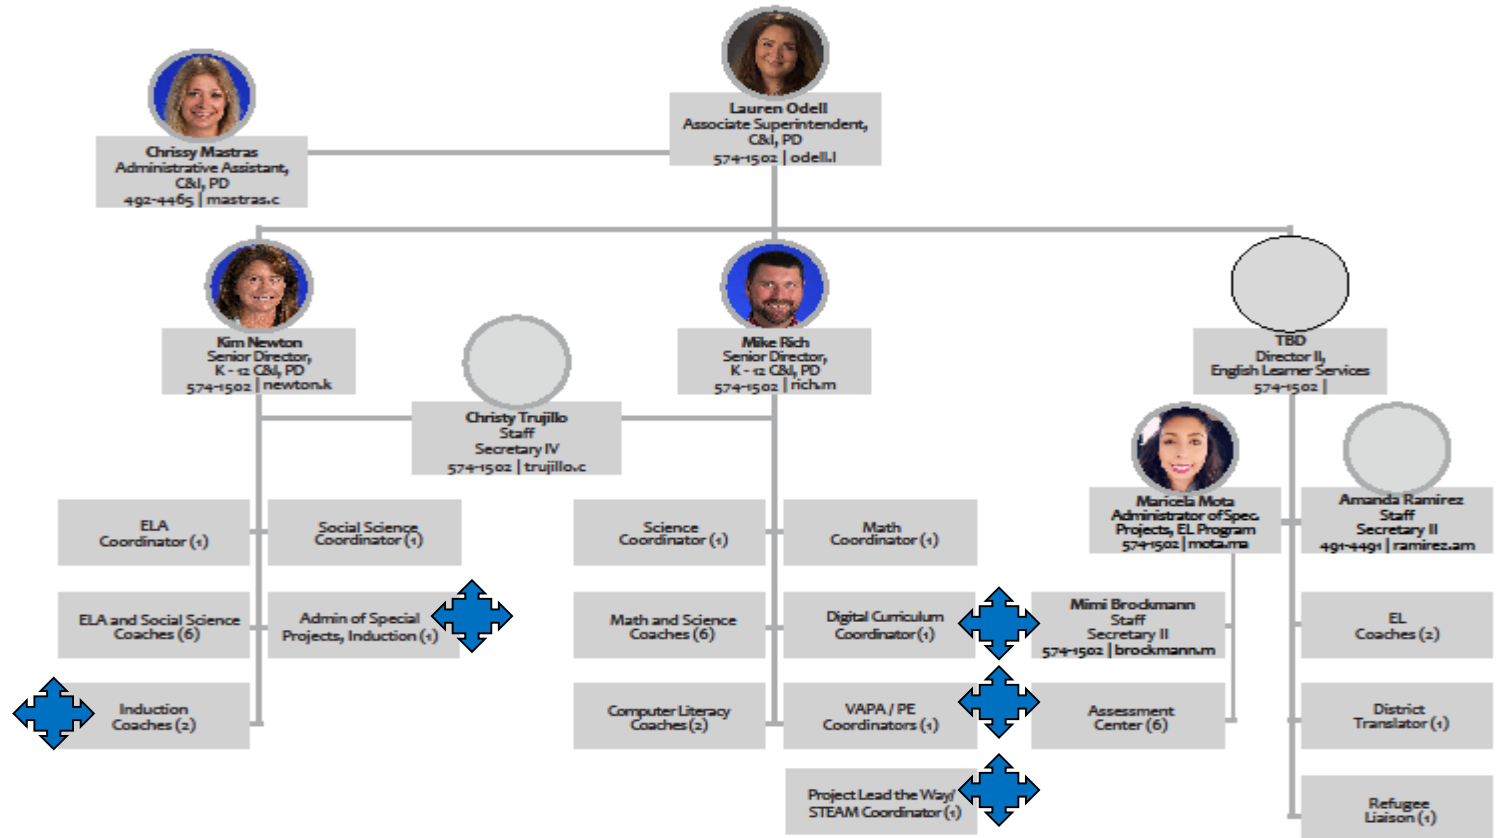 Lauren Odell
Associate Superintendent,
C&I, PD
574-1502 | odell.l
Chrissy Mastras
Administrative Assistant,
C&I, PD
492-4465 | mastras.c
Kim Newton
Senior Director,
K - 12 C&I, PD
574-1502 | newton.k
Mike Rich
Senior Director,
K - 12 C&I, PD
574-1502 | rich.m
TBD
Director II,
English Learner Services
574-1502 |
Christy Trujillo
Staff
Secretary IV
574-1502 | trujillo.c
Maricela Mota
Administrator of Spec.
Projects, EL Program
574-1502 | mota.ma
Amanda Ramirez
Staff
Secretary II
491-4491 | ramirez.am
ELA
Coordinator (1)
Social Science
Coordinator (1)
Science
Coordinator (1)
Math
Coordinator (1)
ELA and Social Science
Coaches (6)
Admin of Special
Projects, Induction (1)
Math and Science
Coaches (6)
Digital Curriculum
Coordinator (1)
Mimi Brockmann
Staff
Secretary II
574-1502 | brockmann.m
EL
Coaches (2)
Induction
Coaches (2)
Computer Literacy
Coaches (2)
VAPA / PE
Coordinators (1)
Assessment
Center (6)
District
Translator (1)
Project Lead the Way/
STEAM Coordinator (1)
Refugee
Liaison (1)